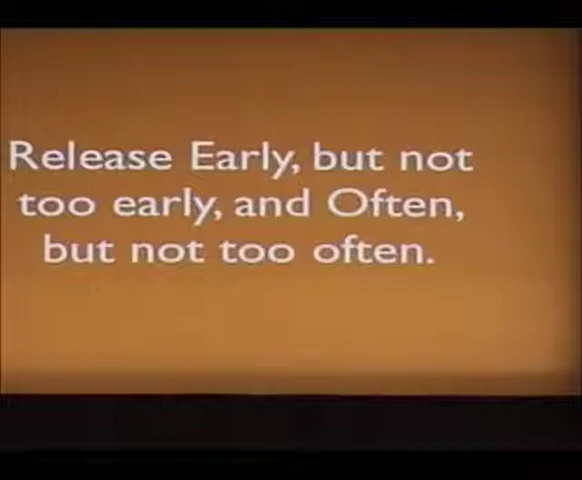 Release Early, but not
too early, and Often,
but not too often.